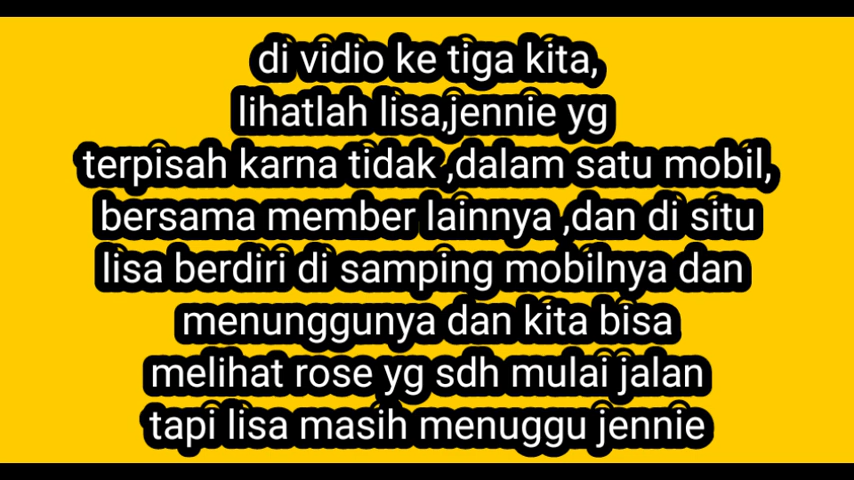 di vidio ke tiga kita,
lihatlah lisa,jennie yg
terpisah karna tidak ,dalam satu mobil,
bersama member lainnya ,dan di situ
lisa berdiri di samping mobilnya dan
menunggunya dan kita bisa
melihat rose yg sdh mulai jalan
tapi lisa masih menuggu jennie